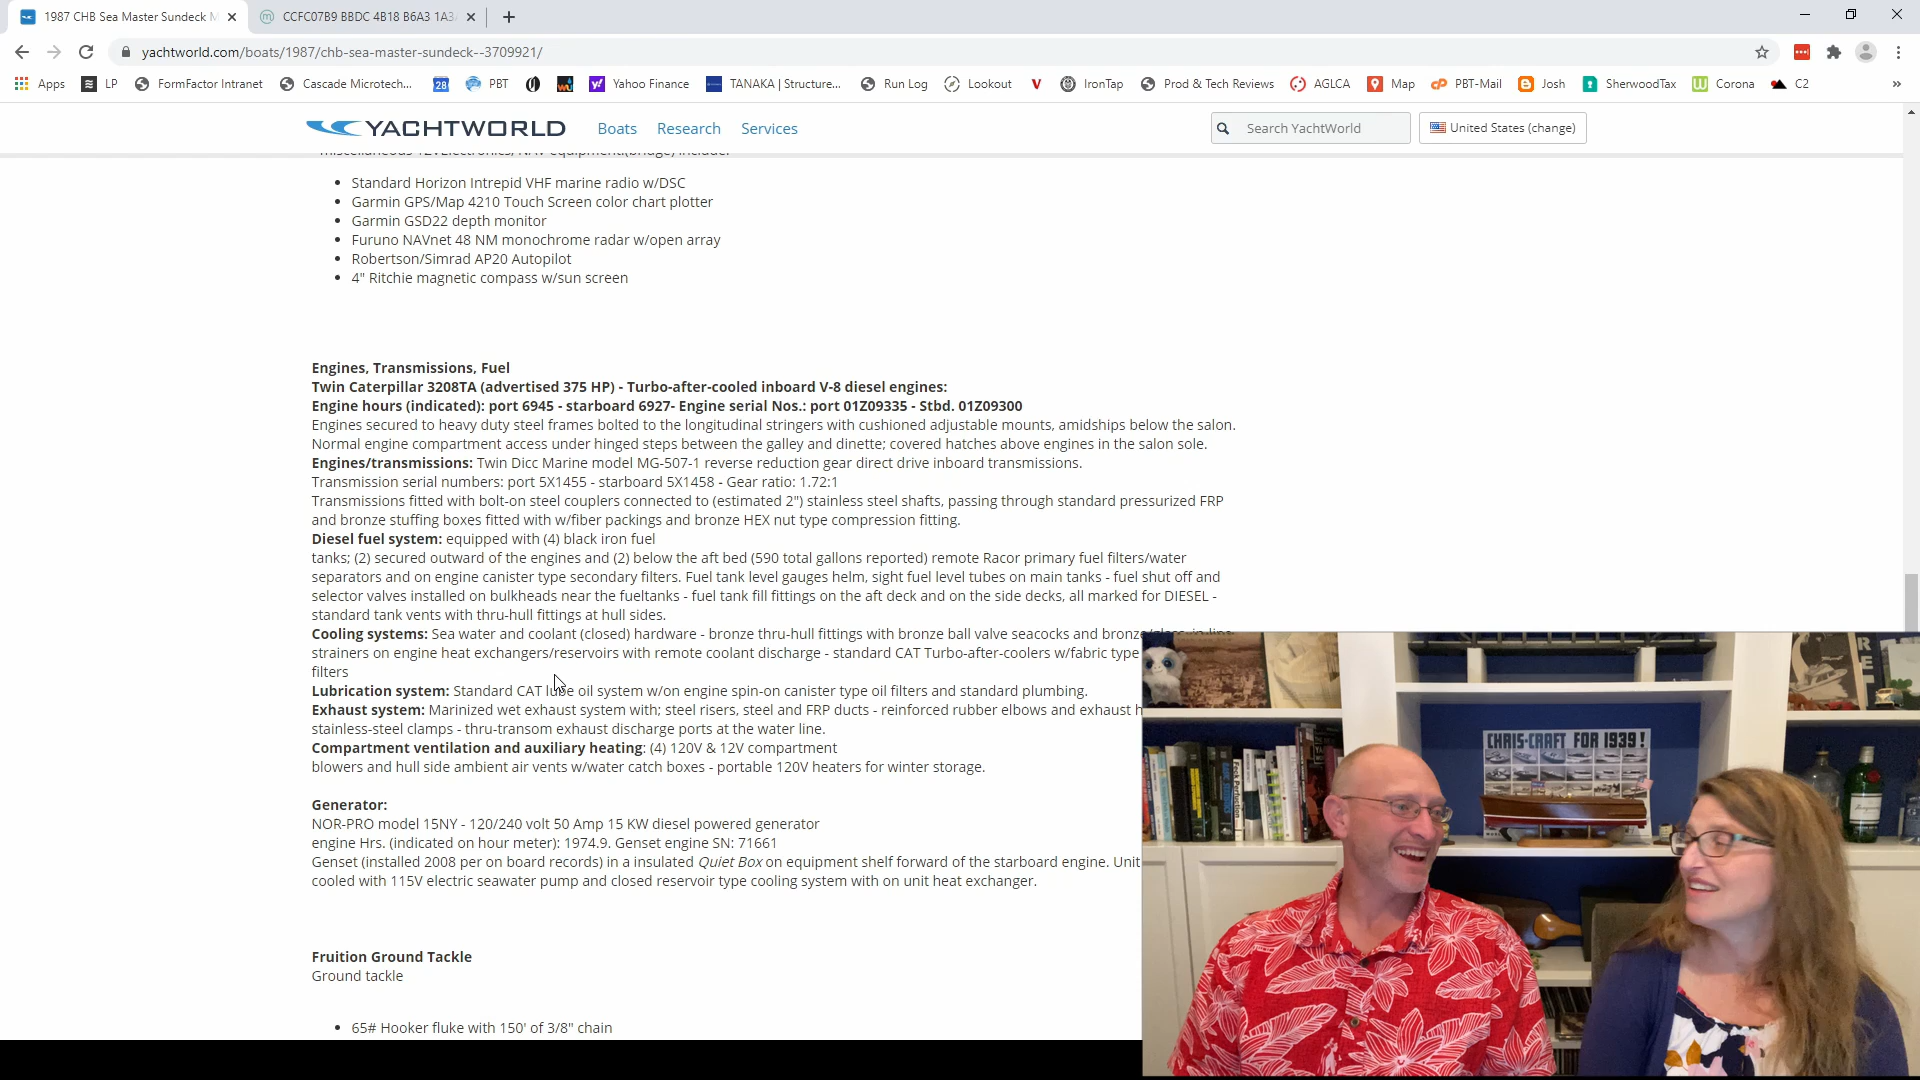 1987 CHB Sea Master Sundeck M
CCFC07B9 BBDC 4B18 B6A3 1A3
yachtworld.com/boats/1987/chb-sea-master-sundeck--3709921/
Apps LP FormFactor Intranet Cascade Microtech... 28 PBT Yahoo Finance TANAKA | Structure... Run Log Lookout V IronTap Prod & Tech Reviews AGLCA Map PBT-Mail Josh SherwoodTax Corona C2 »
YACHTWORLD Boats Research Services Search YachtWorld United States (change)
• Standard Horizon Intrepid VHF marine radio w/DSC
• Garmin GPS/Map 4210 Touch Screen color chart plotter
• Garmin GSD22 depth monitor
• Furuno NAVnet 48 NM monochrome radar w/open array
• Robertson/Simrad AP20 Autopilot
• 4" Ritchie magnetic compass w/sun screen
Engines, Transmissions, Fuel
Twin Caterpillar 3208TA (advertised 375 HP) - Turbo-after-cooled inboard V-8 diesel engines:
Engine hours (indicated): port 6945 - starboard 6927- Engine serial Nos.: port 01Z09335 - Stbd. 01Z09300
Engines secured to heavy duty steel frames bolted to the longitudinal stringers with cushioned adjustable mounts, amidships below the salon.
Normal engine compartment access under hinged steps between the galley and dinette; covered hatches above engines in the salon sole.
Engines/transmissions: Twin Dicc Marine model MG-507-1 reverse reduction gear direct drive inboard transmissions.
Transmission serial numbers: port 5X1455 - starboard 5X1458 - Gear ratio: 1.72:1
Transmissions fitted with bolt-on steel couplers connected to (estimated 2") stainless steel shafts, passing through standard pressurized FRP
and bronze stuffing boxes fitted with w/fiber packings and bronze HEX nut type compression fitting.
Diesel fuel system: equipped with (4) black iron fuel
tanks; (2) secured outward of the engines and (2) below the aft bed (590 total gallons reported) remote Racor primary fuel filters/water
separators and on engine canister type secondary filters. Fuel tank level gauges helm, sight fuel level tubes on main tanks - fuel shut off and
selector valves installed on bulkheads near the fueltanks - fuel tank fill fittings on the aft deck and on the side decks, all marked for DIESEL -
standard tank vents with thru-hull fittings at hull sides.
Cooling systems: Sea water and coolant (closed) hardware - bronze thru-hull fittings with bronze ball valve seacocks and bronze
strainers on engine heat exchangers/reservoirs with remote coolant discharge - standard CAT Turbo-after-coolers w/fabric type
filters
Lubrication system: Standard CAT lube oil system w/on engine spin-on canister type oil filters and standard plumbing.
Exhaust system: Marinized wet exhaust system with; steel risers, steel and FRP ducts - reinforced rubber elbows and exhaust h
stainless-steel clamps - thru-transom exhaust discharge ports at the water line.
Compartment ventilation and auxiliary heating: (4) 120V & 12V compartment
blowers and hull side ambient air vents w/water catch boxes - portable 120V heaters for winter storage.
Generator:
NOR-PRO model 15NY - 120/240 volt 50 Amp 15 KW diesel powered generator
engine Hrs. (indicated on hour meter): 1974.9. Genset engine SN: 71661
Genset (installed 2008 per on board records) in a insulated Quiet Box on equipment shelf forward of the starboard engine. Unit
cooled with 115V electric seawater pump and closed reservoir type cooling system with on unit heat exchanger.
Fruition Ground Tackle
Ground tackle
• 65# Hooker fluke with 150' of 3/8" chain
CHRIS-CRAFT FOR 1939!